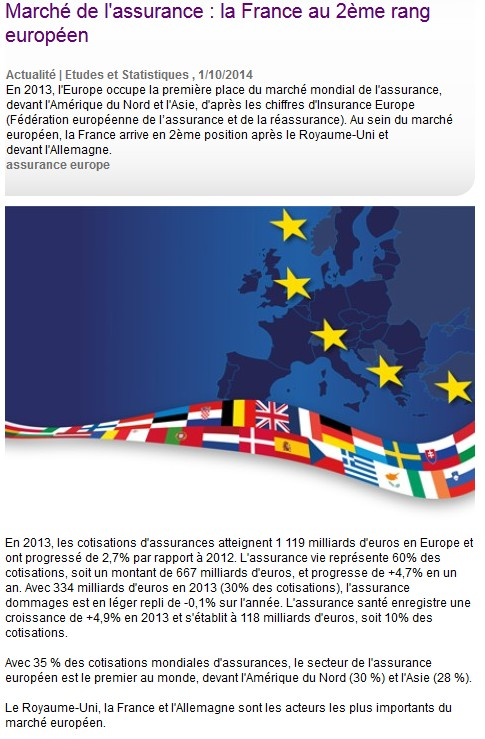 Marché de l'assurance : la France au 2ème rang
européen
Actualité | Etudes et Statistiques , 1/10/2014
En 2013, l'Europe occupe la première place du marché mondial de l'assurance,
devant l'Amérique du Nord et l'Asie, d'après les chiffres d'Insurance Europe
(Fédération européenne de l'assurance et de la réassurance). Au sein du marché
européen, la France arrive en 2ème position après le Royaume-Uni et
devant l'Allemagne.
assurance europe
En 2013, les cotisations d'assurances atteignent 1 119 milliards d'euros en Europe et
ont progressé de 2,7% par rapport à 2012. L'assurance vie représente 60% des
cotisations, soit un montant de 667 milliards d'euros, et progresse de +4,7% en un
an. Avec 334 milliards d'euros en 2013 (30% des cotisations), l'assurance
dommages est en léger repli de -0,1% sur l'année. L'assurance santé enregistre une
croissance de +4,9% en 2013 et s'établit à 118 milliards d'euros, soit 10% des
cotisations.
Avec 35 % des cotisations mondiales d'assurances, le secteur de l'assurance
européen est le premier au monde, devant l'Amérique du Nord (30 %) et l'Asie (28 %).
Le Royaume-Uni, la France et l'Allemagne sont les acteurs les plus importants du
marché européen.